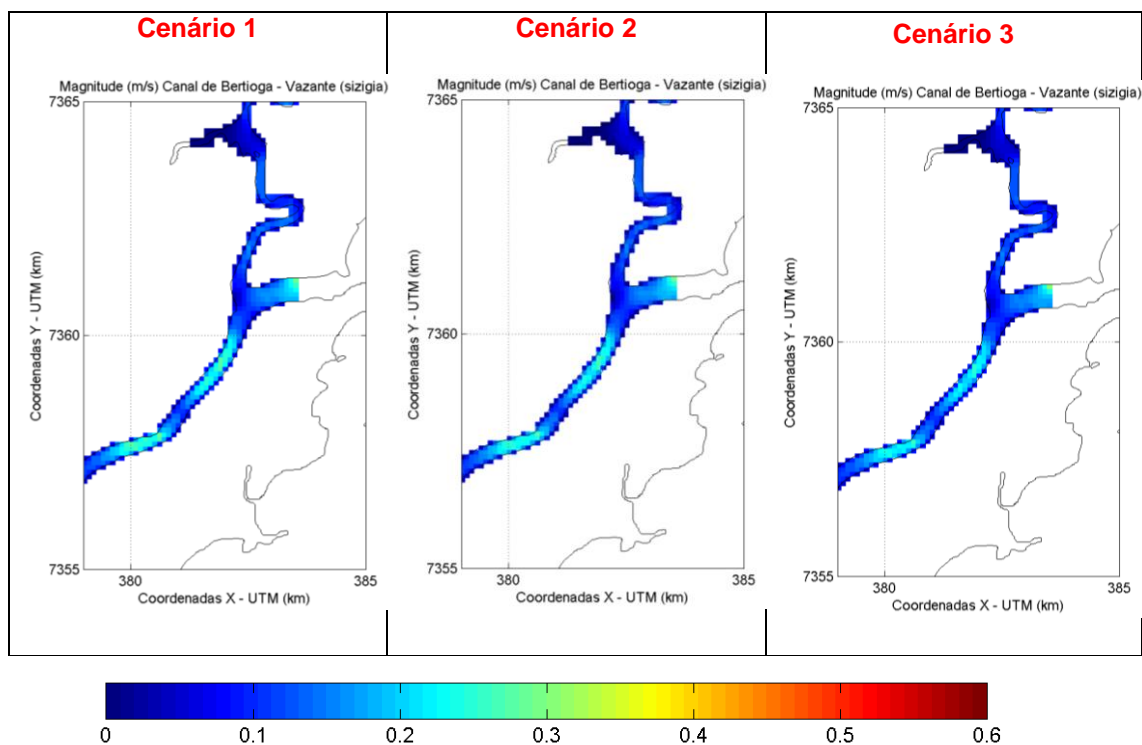 Cenário 1
Magnitude (m/s) Canal de Bertioga - Vazante (sizigia)
7365
7360
7355
Coordenadas Y - UTM (km)
380
385
Coordenadas X - UTM (km)
Cenário 2
Magnitude (m/s) Canal de Bertioga - Vazante (sizigia)
7365
7360
7355
Coordenadas Y - UTM (km)
380
385
Coordenadas X - UTM (km)
Cenário 3
Magnitude (m/s) Canal de Bertioga - Vazante (sizigia)
7365
7360
7355
Coordenadas Y - UTM (km)
380
385
Coordenadas X - UTM (km)
0 0.1 0.2 0.3 0.4 0.5 0.6